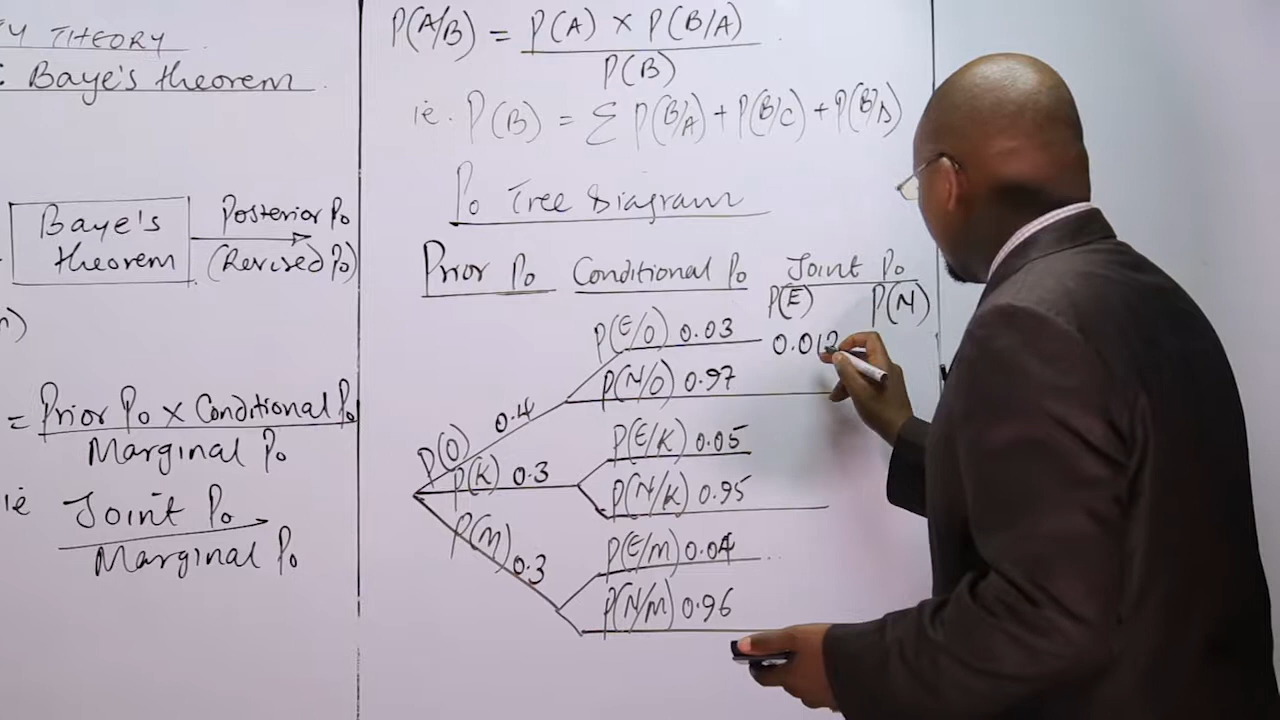 TY THEORY
: Baye's theorem
Baye's
theorem
Posterior Po
(Revised Po)
n)
= Prior Po x Conditional Po
Marginal Po
ie Joint Po
Marginal Po
P(A/B) = P(A) x P(B/A)
P(B)
ie. P(B) = Σ P(B/A) + P(B/C) + P(B/D)
Po Tree Diagram
Prior Po Conditional Po Joint Po
P(E) P(N)
P(E/O) 0.03 0.012
P(N/O) 0.97
P(O) 0.4
P(E/K) 0.05
P(K) 0.3
P(N/K) 0.95
P(M) 0.3
P(E/M) 0.04
P(N/M) 0.96